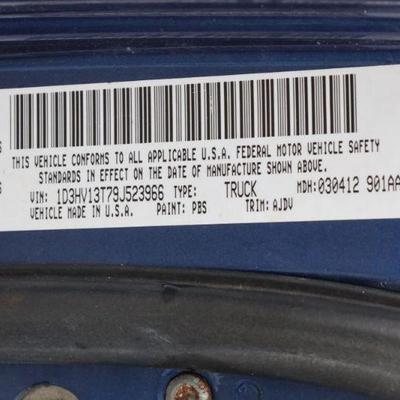 THIS VEHICLE CONFORMS TO ALL APPLICABLE U.S.A. FEDERAL MOTOR VEHICLE SAFETY
STANDARDS IN EFFECT ON THE DATE OF MANUFACTURE SHOWN ABOVE.
VIN: 1D3HV13T79J523966 TYPE: TRUCK MDH: 030412 901AA
VEHICLE MADE IN U.S.A. PAINT: PBS TRIM: AJDV